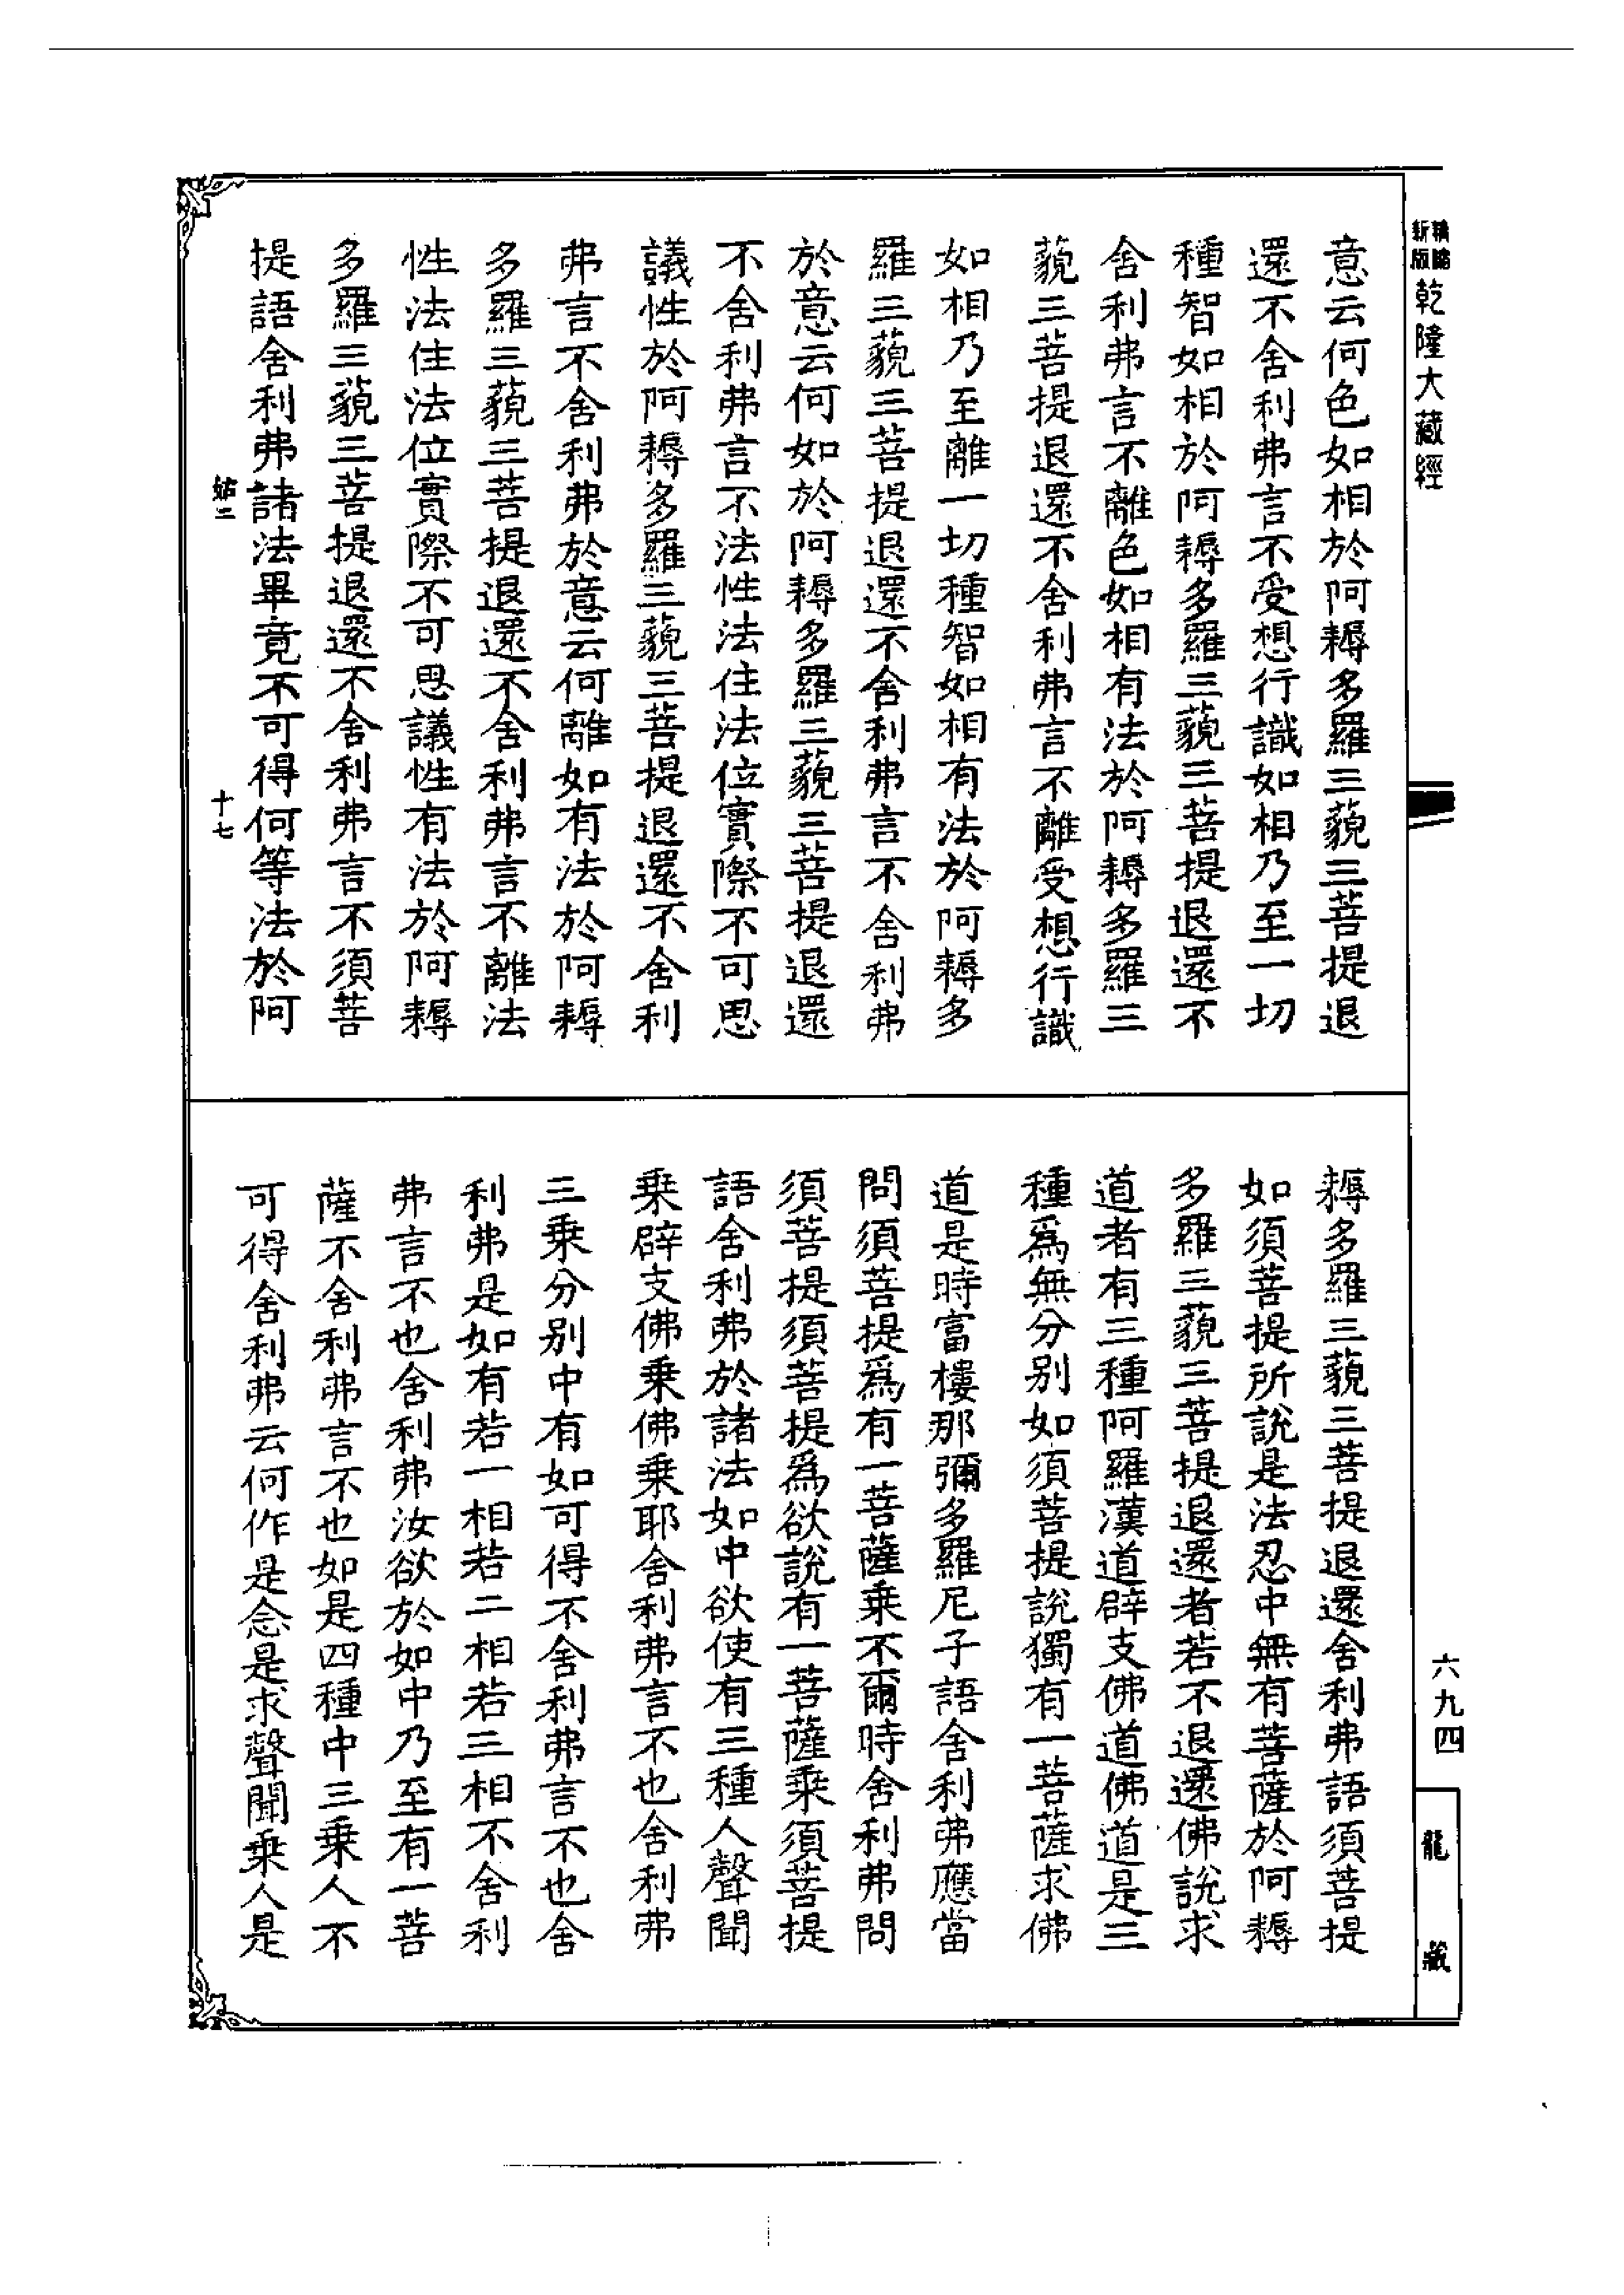 新版
乾隆大藏經
意云何色如相於阿耨多羅三藐三菩提退
還不舍利弗言不受想行識如相乃至一切
種智如相於阿耨多羅三藐三菩提退還不
舍利弗言不離色如相有法於阿耨多羅三
藐三菩提退還不舍利弗言不離受想行識
如相乃至離一切種智如相有法於阿耨多
羅三藐三菩提退還不舍利弗言不舍利弗
於意云何如於阿耨多羅三藐三菩提退還
不舍利弗言不法性法住法位實際不可思
議性於阿耨多羅三藐三菩提退還不舍利
弗言不舍利弗於意云何離如有法於阿耨
多羅三藐三菩提退還不舍利弗言不離法
性法住法位實際不可思議性有法於阿耨
多羅三藐三菩提退還不舍利弗言不須菩
提語舍利弗諸法畢竟不可得何等法於阿
十七
耨多羅三藐三菩提退還舍利弗語須菩提
如須菩提所說是法忍中無有菩薩於阿耨
多羅三藐三菩提退還者若不退還佛說求
道者有三種阿羅漢道辟支佛道佛道是三
種爲無分別如須菩提說獨有一菩薩求佛
道是時富樓那彌多羅尼子語舍利弗應當
問須菩提爲有一菩薩乘不爾時舍利弗問
須菩提須菩提爲欲說有一菩薩乘須菩提
語舍利弗於諸法如中欲使有三種人聲聞
乘辟支佛乘佛乘耶舍利弗言不也舍利弗
三乘分別中有如可得不舍利弗言不也舍
利弗是如有若一相若二相若三相不舍利
弗言不也舍利弗汝欲於如中乃至有一菩
薩不舍利弗言不也如是四種中三乘人不
可得舍利弗云何作是念是求聲聞乘人是
六九四
龍藏